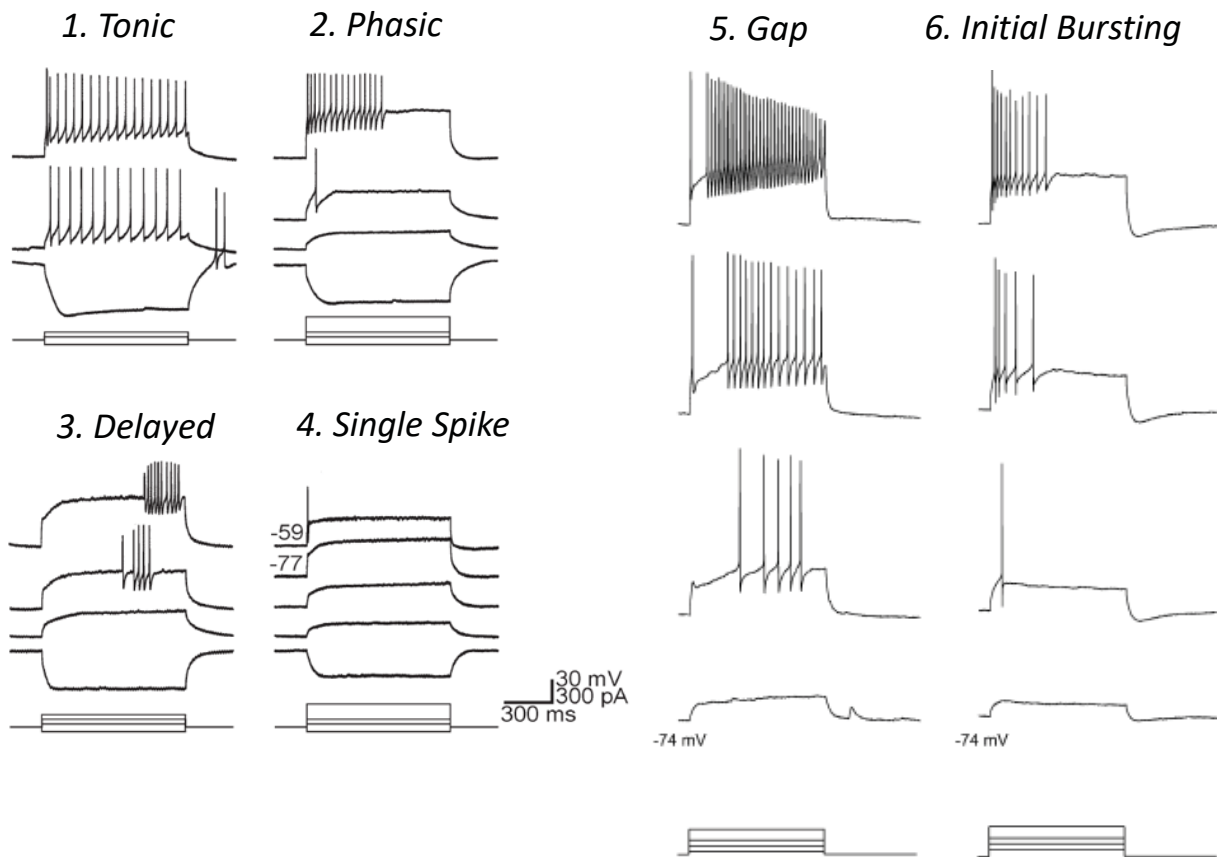 1. Tonic
2. Phasic
5. Gap
6. Initial Bursting
3. Delayed
4. Single Spike
-59
-77
30 mV
300 pA
300 ms
-74 mV
-74 mV